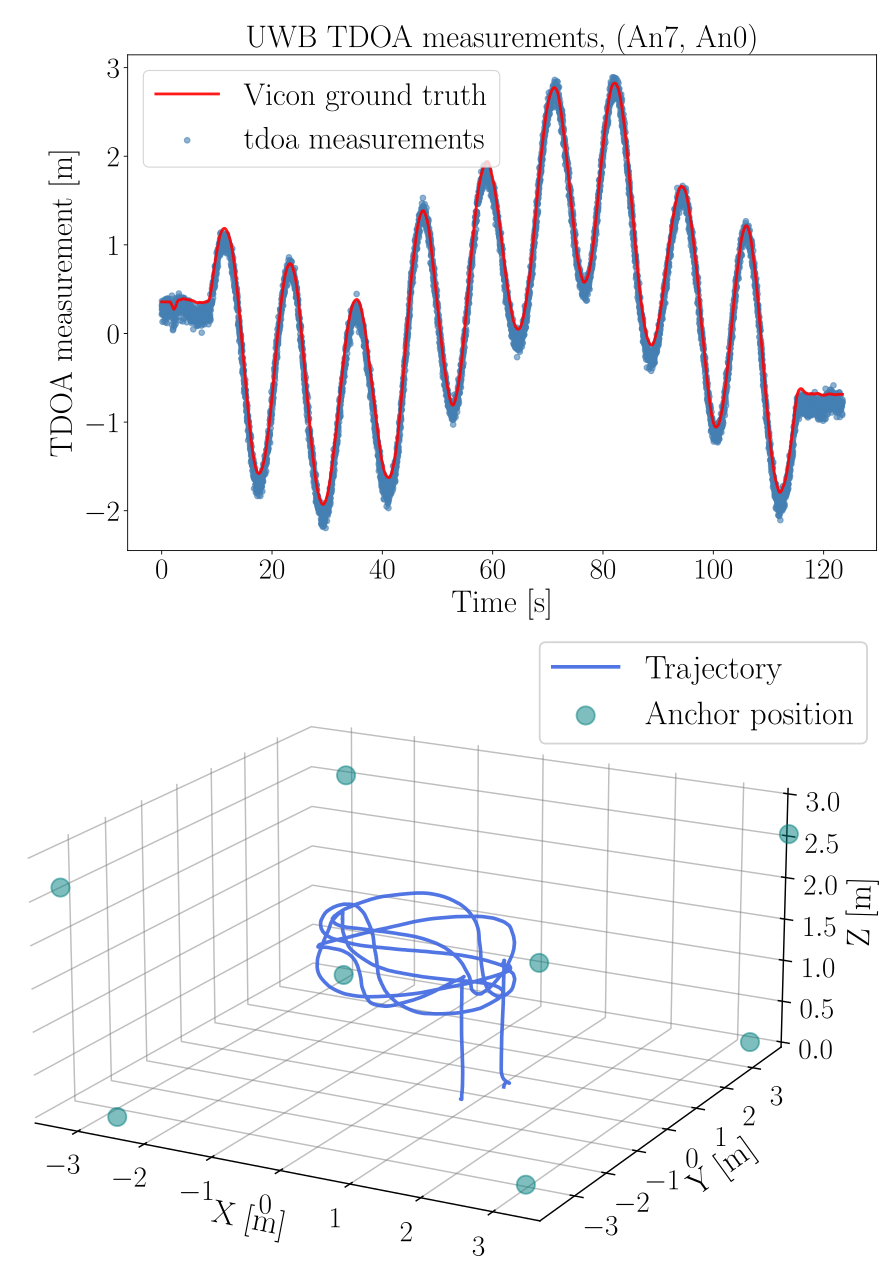 UWB TDOA measurements, (An7, An0)
Vicon ground truth
tdoa measurements
TDOA measurement [m]
3
2
1
0
−1
−2
0 20 40 60 80 100 120
Time [s]
Trajectory
Anchor position
3.0
2.5
2.0
1.5
1.0
0.5
0.0
Z [m]
3
2
1
0
−1
−2
−3
Y [m]
−3
−2
−1
0
1
2
3
X [m]